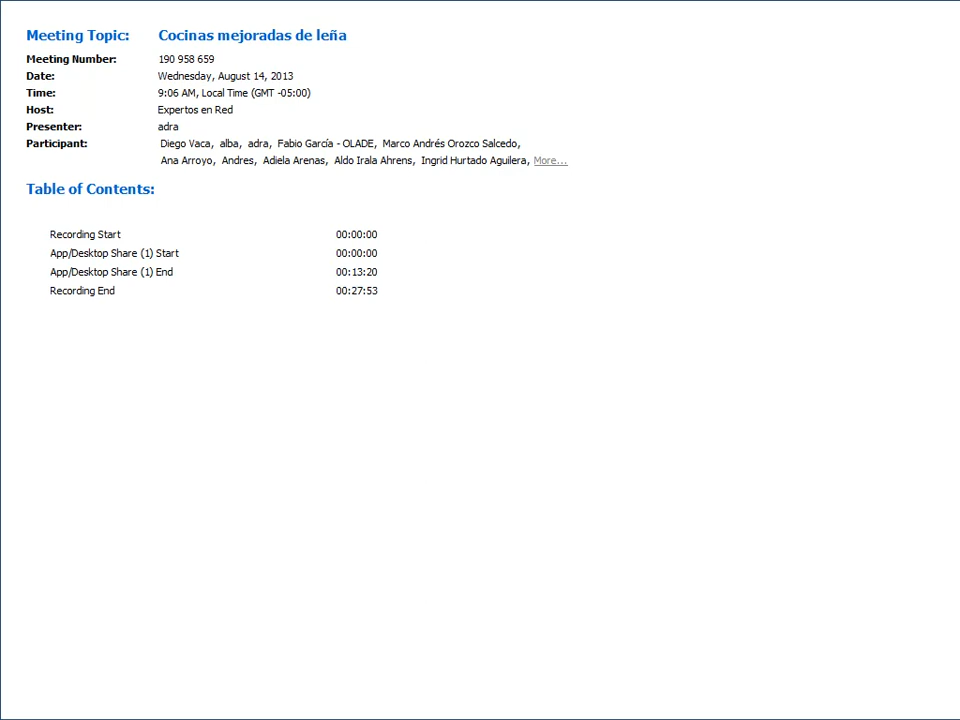 Meeting Topic: Cocinas mejoradas de leña
Meeting Number: 190 958 659
Date: Wednesday, August 14, 2013
Time: 9:06 AM, Local Time (GMT -05:00)
Host: Expertos en Red
Presenter: adra
Participant: Diego Vaca, alba, adra, Fabio García - OLADE, Marco Andrés Orozco Salcedo,
Ana Arroyo, Andres, Adiela Arenas, Aldo Irala Ahrens, Ingrid Hurtado Aguilera, More...
Table of Contents:
Recording Start 00:00:00
App/Desktop Share (1) Start 00:00:00
App/Desktop Share (1) End 00:13:20
Recording End 00:27:53